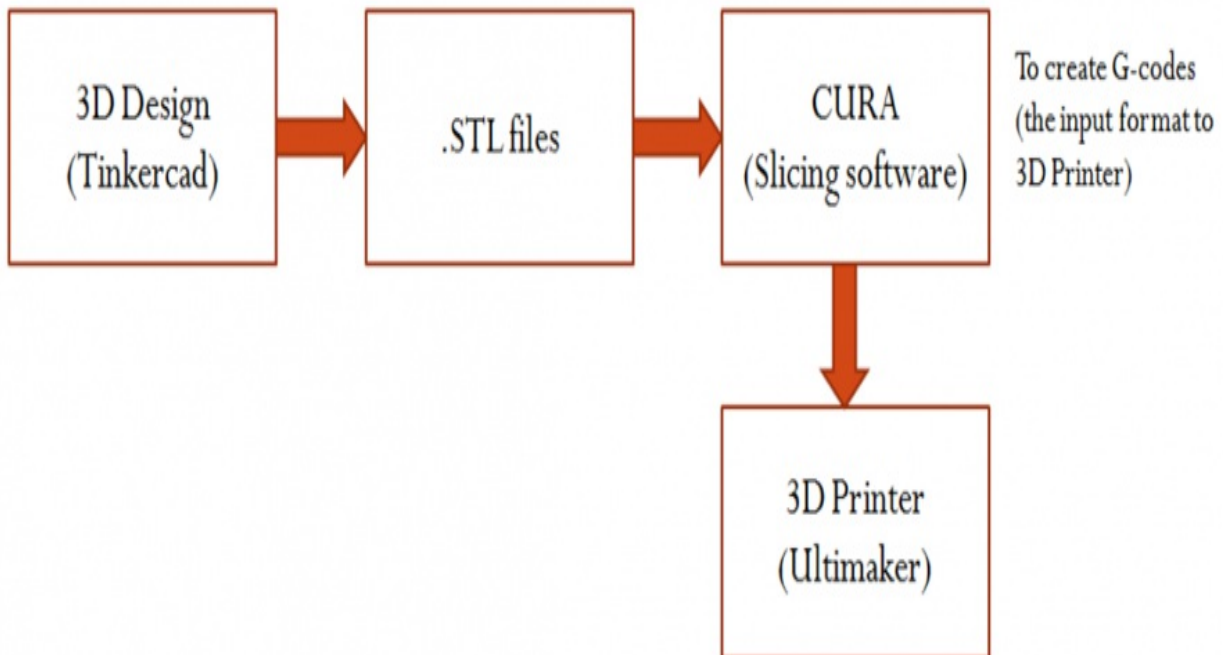 3D Design
(Tinkercad)
.STL files
CURA
(Slicing software)
To create G-codes
(the input format to
3D Printer)
3D Printer
(Ultimaker)